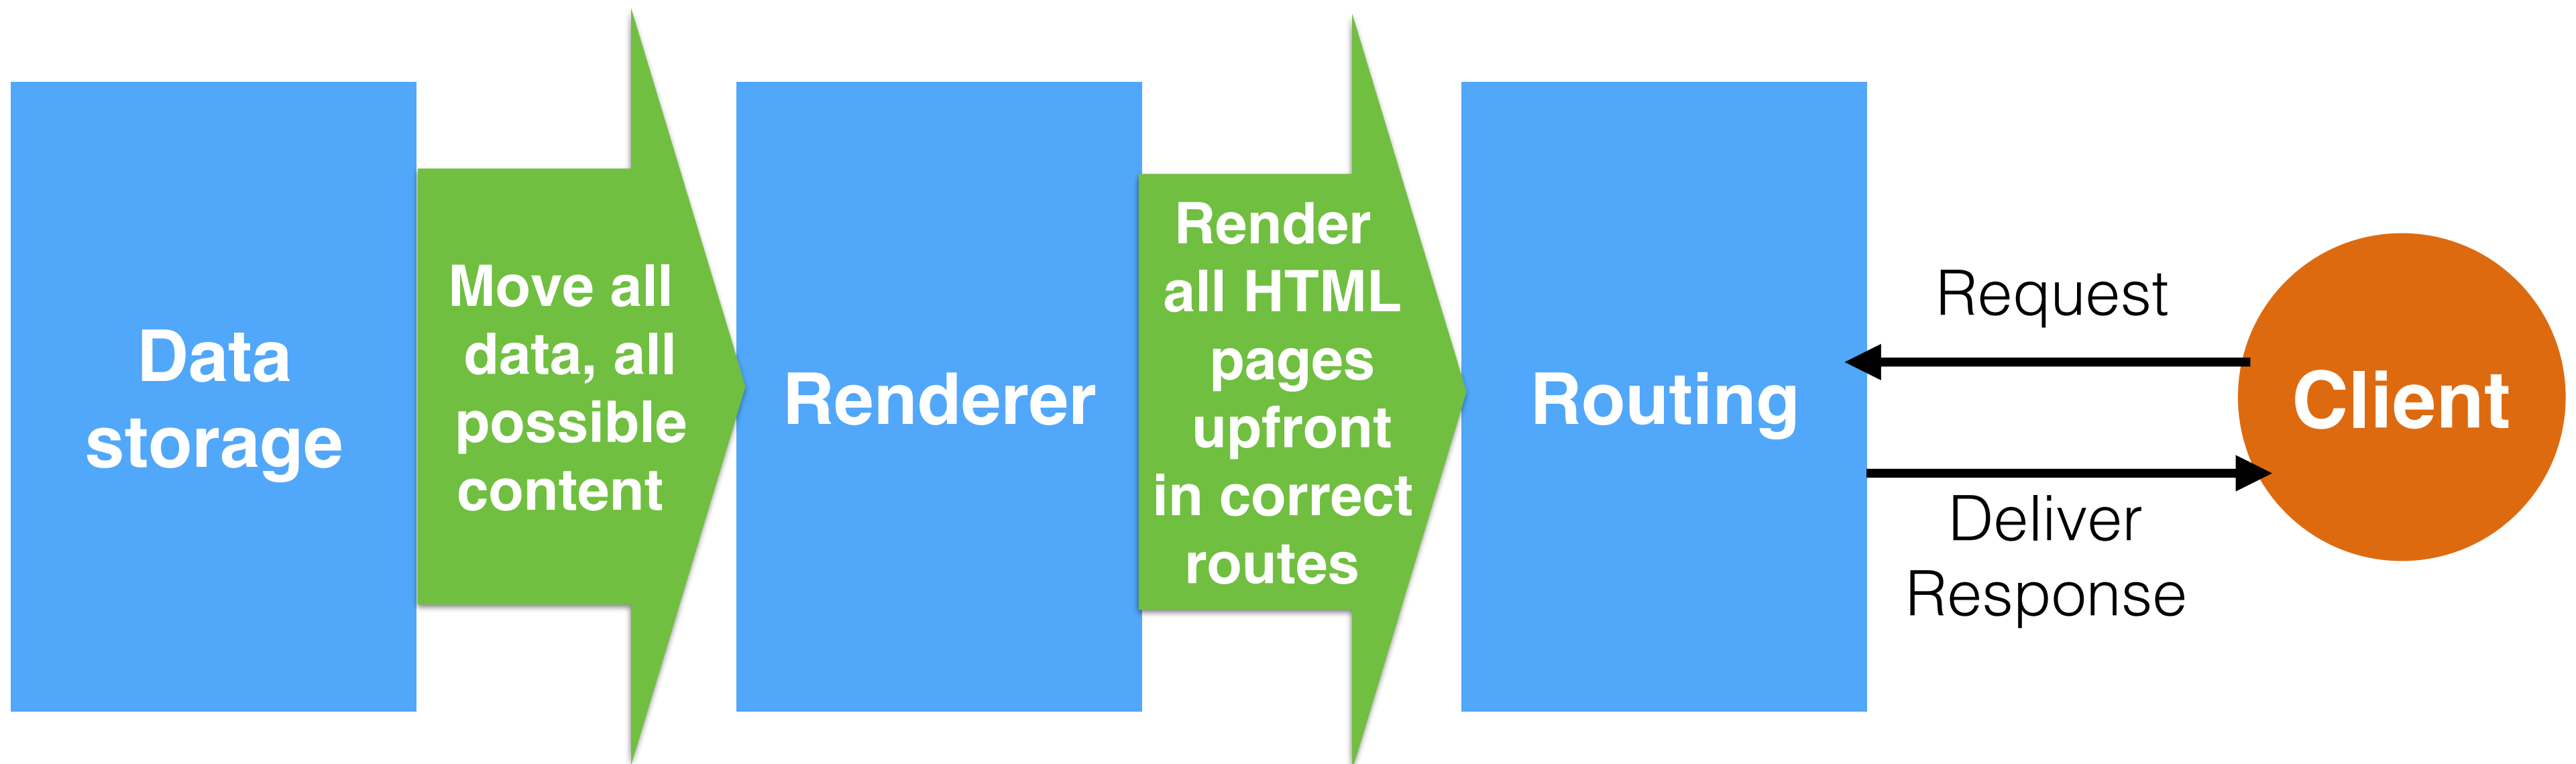 Data
storage
Move all
data, all
possible
content
Renderer
Render
all HTML
pages
upfront
in correct
routes
Routing
Request
Deliver
Response
Client